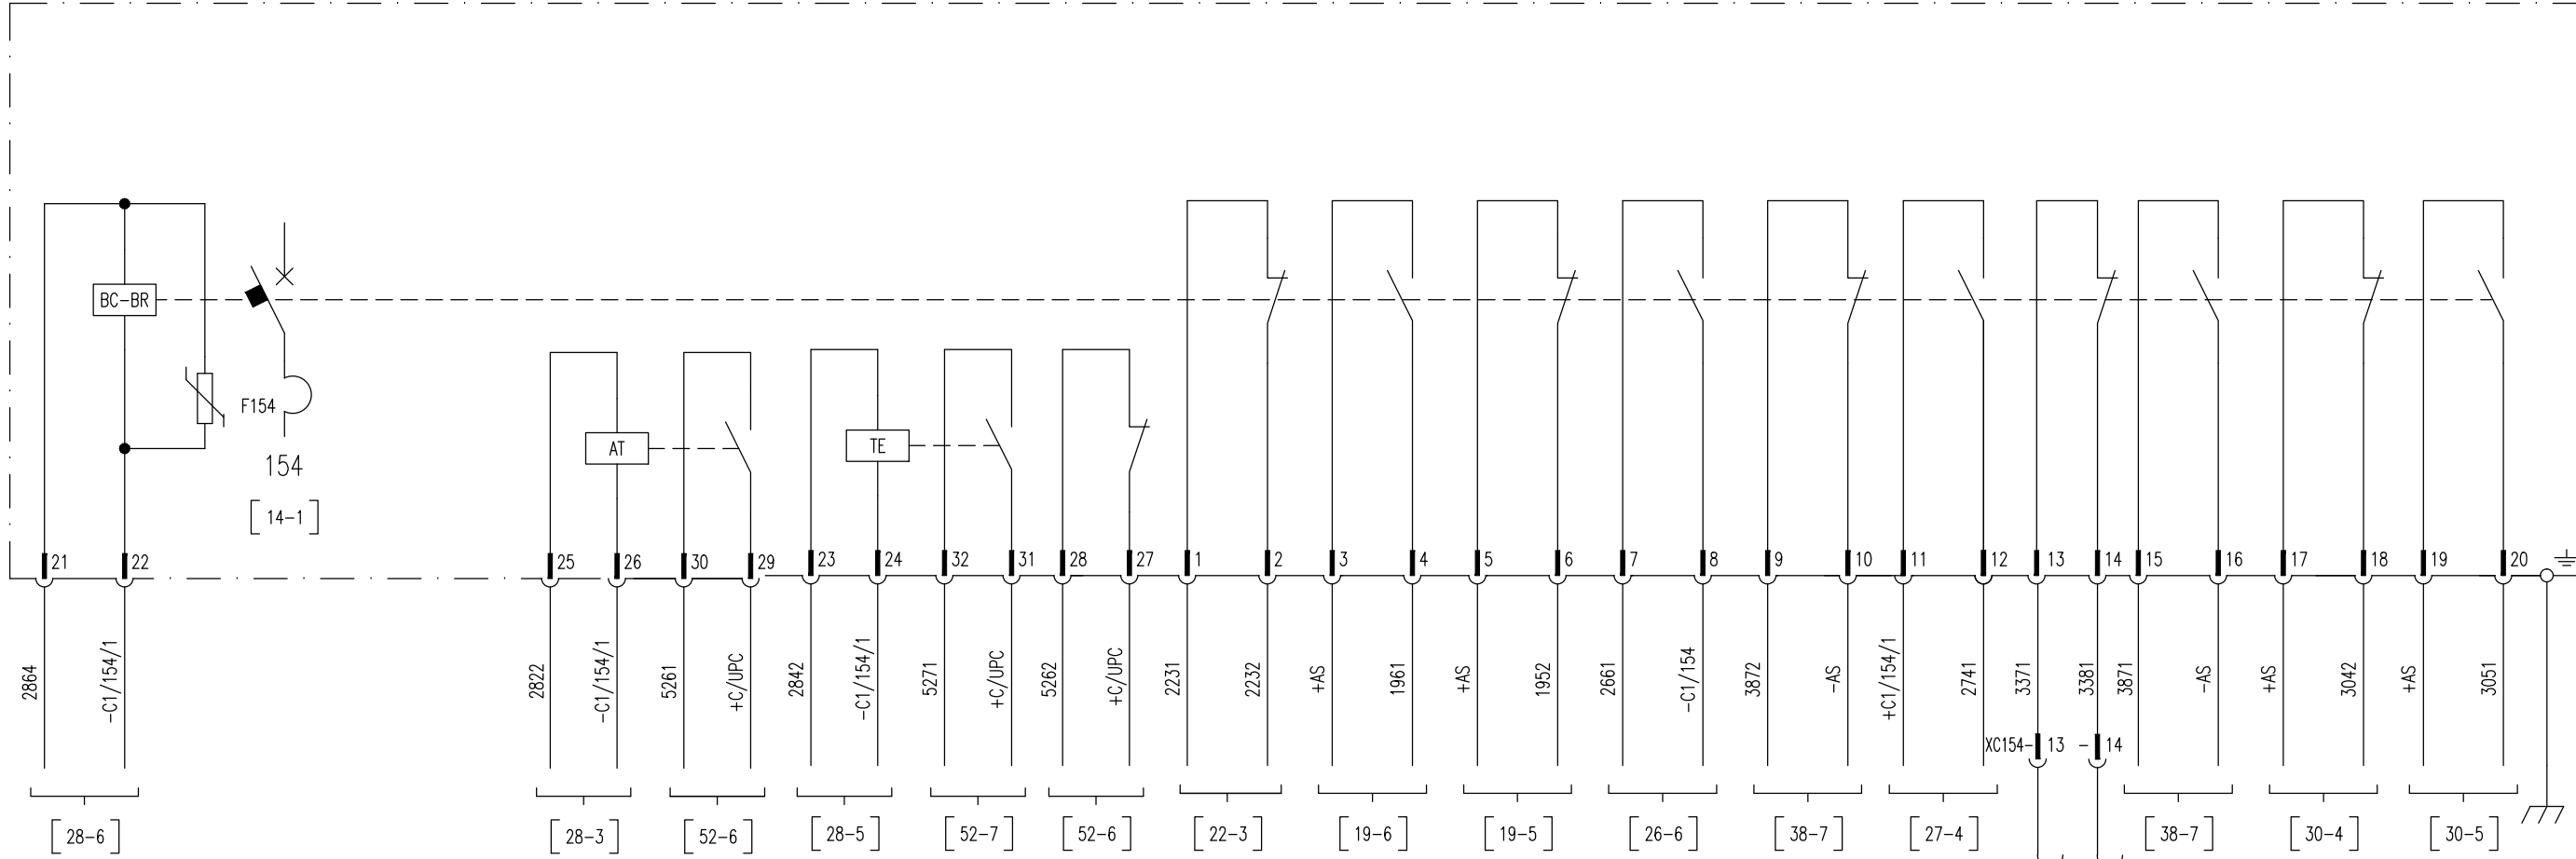 BC-BR
F154
154
14-1
AT
TE
21 22 25 26 30 29 23 24 32 31 28 27 1 2 3 4 5 6 7 8 9 10 11 12 13 14 15 16 17 18 19 20
2864 -C1/154/1 2822 -C1/154/1 5261 +C/UPC 2842 -C1/154/1 5271 +C/UPC 5262 +C/UPC 2231 2232 +AS 1961 +AS 1952 2661 -C1/154 3872 -AS +C1/154/1 2741 3371 3381 3871 -AS +AS 3042 +AS 3051
XC154- 13 - 14
28-6 28-3 52-6 28-5 52-7 52-6 22-3 19-6 19-5 26-6 38-7 27-4 38-7 30-4 30-5